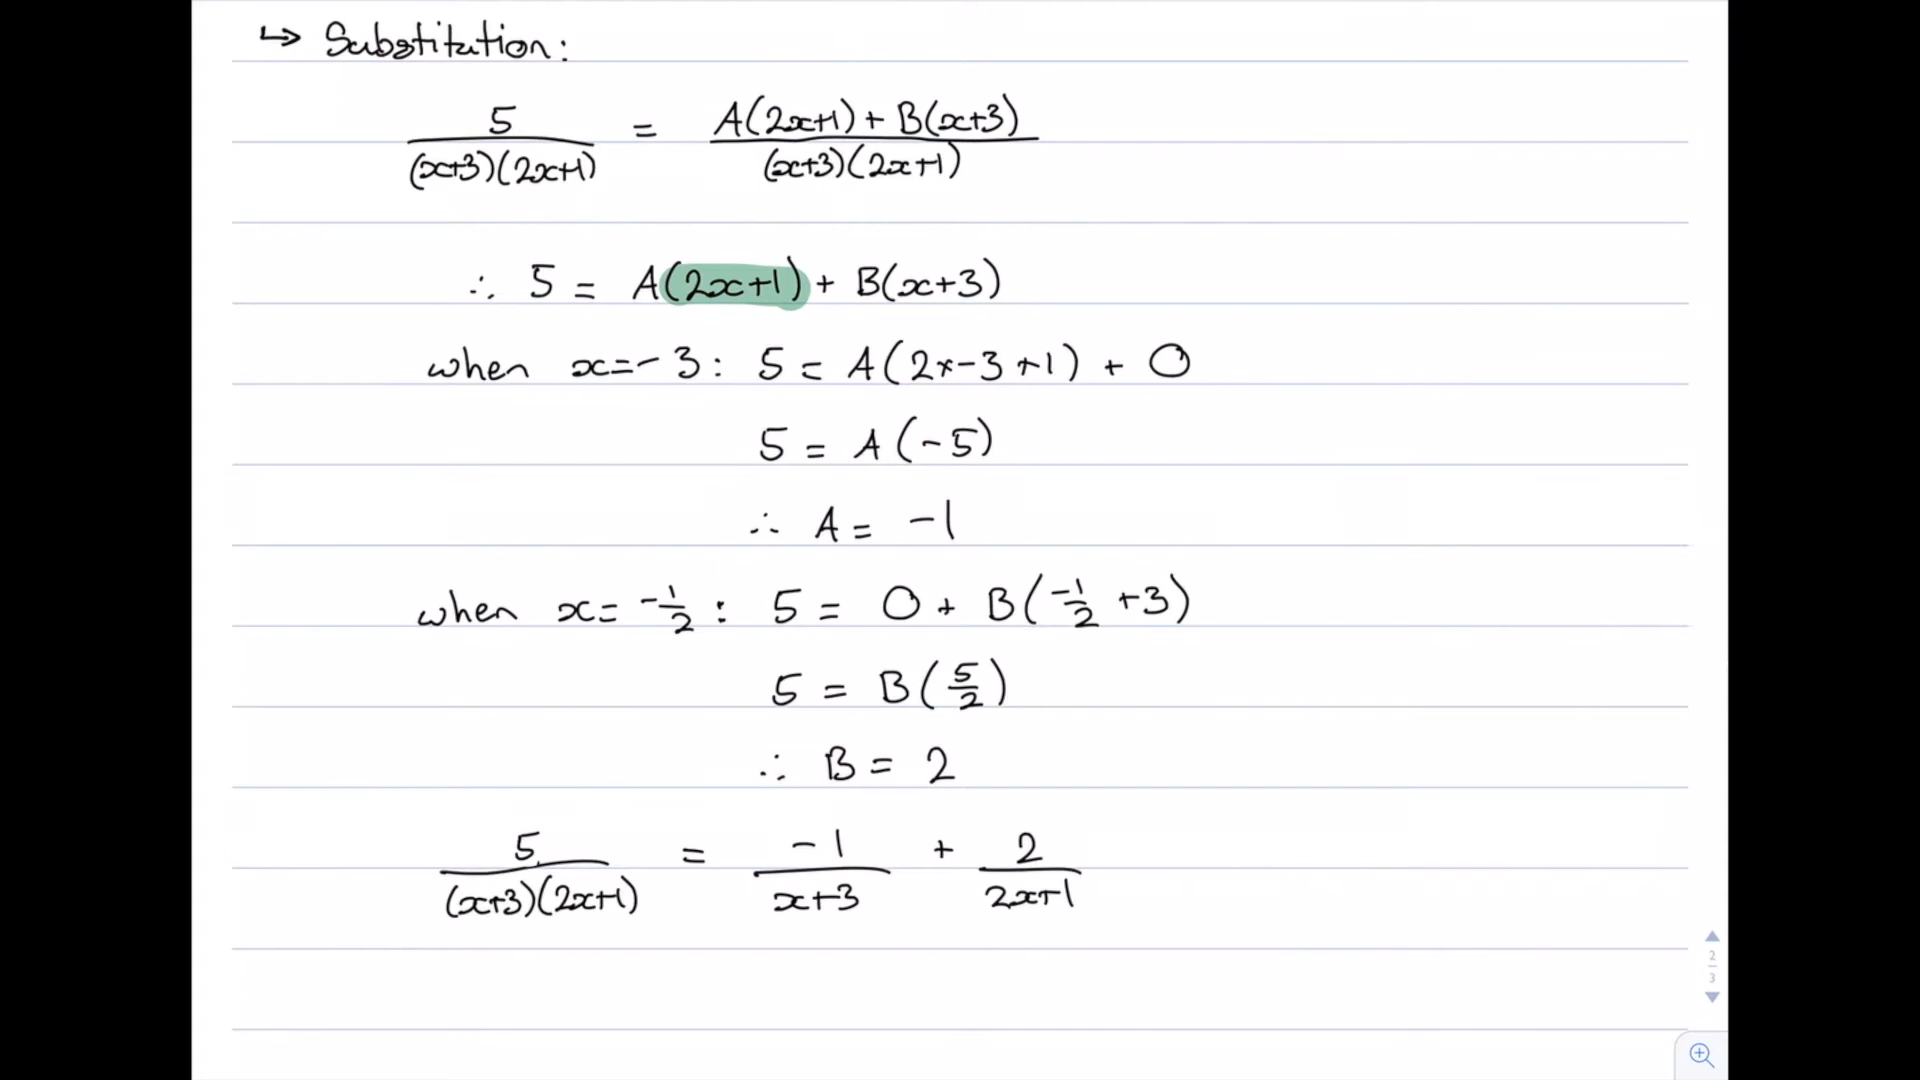 ↳ Substitution:
5/((x+3)(2x+1)) = (A(2x+1) + B(x+3))/((x+3)(2x+1))
∴ 5 = A(2x+1) + B(x+3)
when x=-3: 5 = A(2×-3+1) + 0
5 = A(-5)
∴ A = -1
when x= -1/2: 5 = 0 + B(-1/2 +3)
5 = B(5/2)
∴ B = 2
5/((x+3)(2x+1)) = -1/(x+3) + 2/(2x+1)
2
3